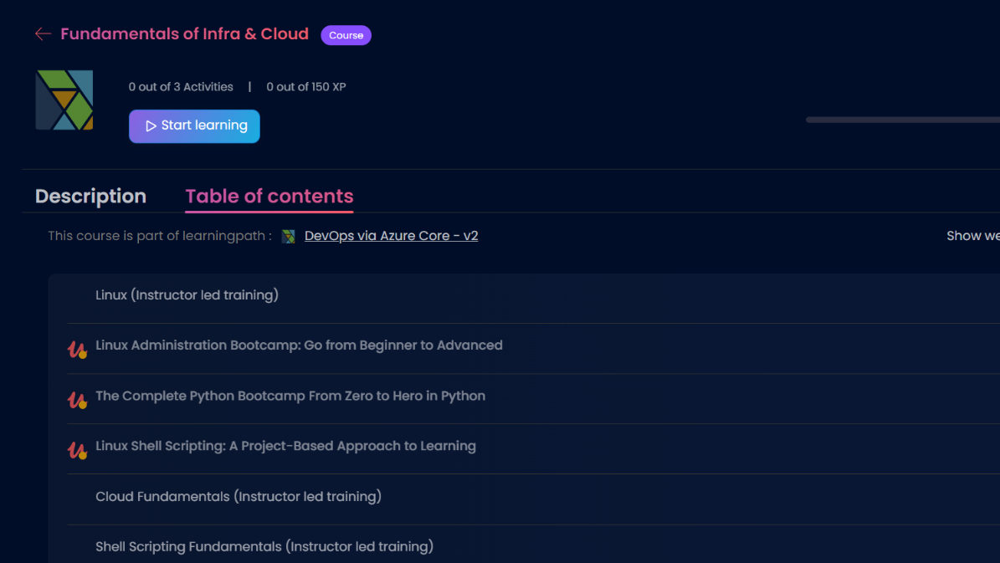 Fundamentals of Infra & Cloud Course
0 out of 3 Activities | 0 out of 150 XP
Start learning
Description Table of contents
This course is part of learningpath : DevOps via Azure Core - v2 Show we
Linux (Instructor led training)
Linux Administration Bootcamp: Go from Beginner to Advanced
The Complete Python Bootcamp From Zero to Hero in Python
Linux Shell Scripting: A Project-Based Approach to Learning
Cloud Fundamentals (Instructor led training)
Shell Scripting Fundamentals (Instructor led training)